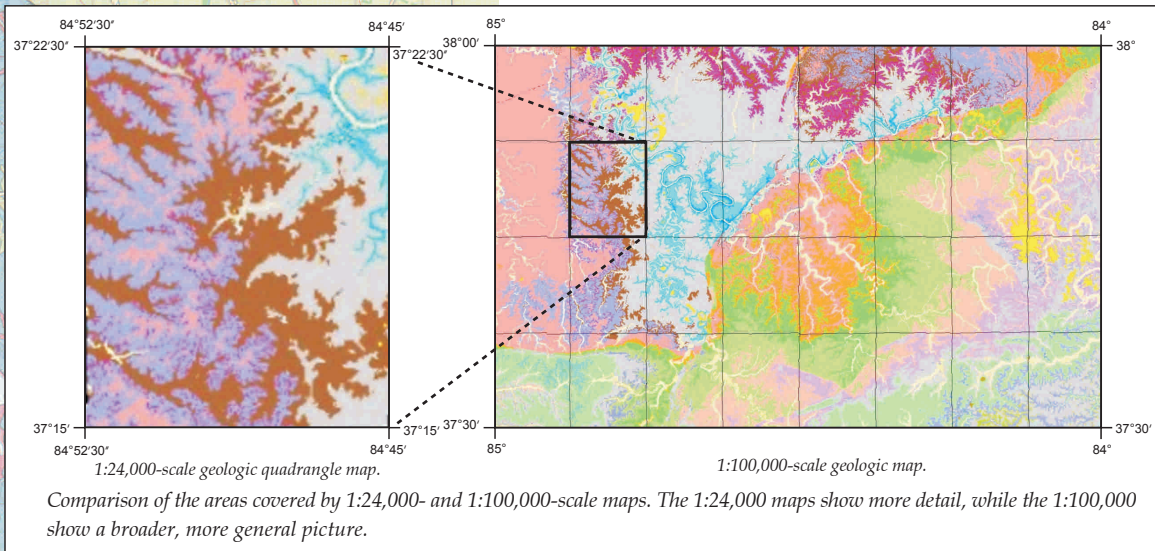 84°52′30″ 84°45′
37°22′30″ 37°22′30″
37°15′ 37°15′
84°52′30″ 84°45′
1:24,000-scale geologic quadrangle map.
85° 84°
38°00′ 38°
37°30′ 37°30′
85° 84°
1:100,000-scale geologic map.
Comparison of the areas covered by 1:24,000- and 1:100,000-scale maps. The 1:24,000 maps show more detail, while the 1:100,000
show a broader, more general picture.